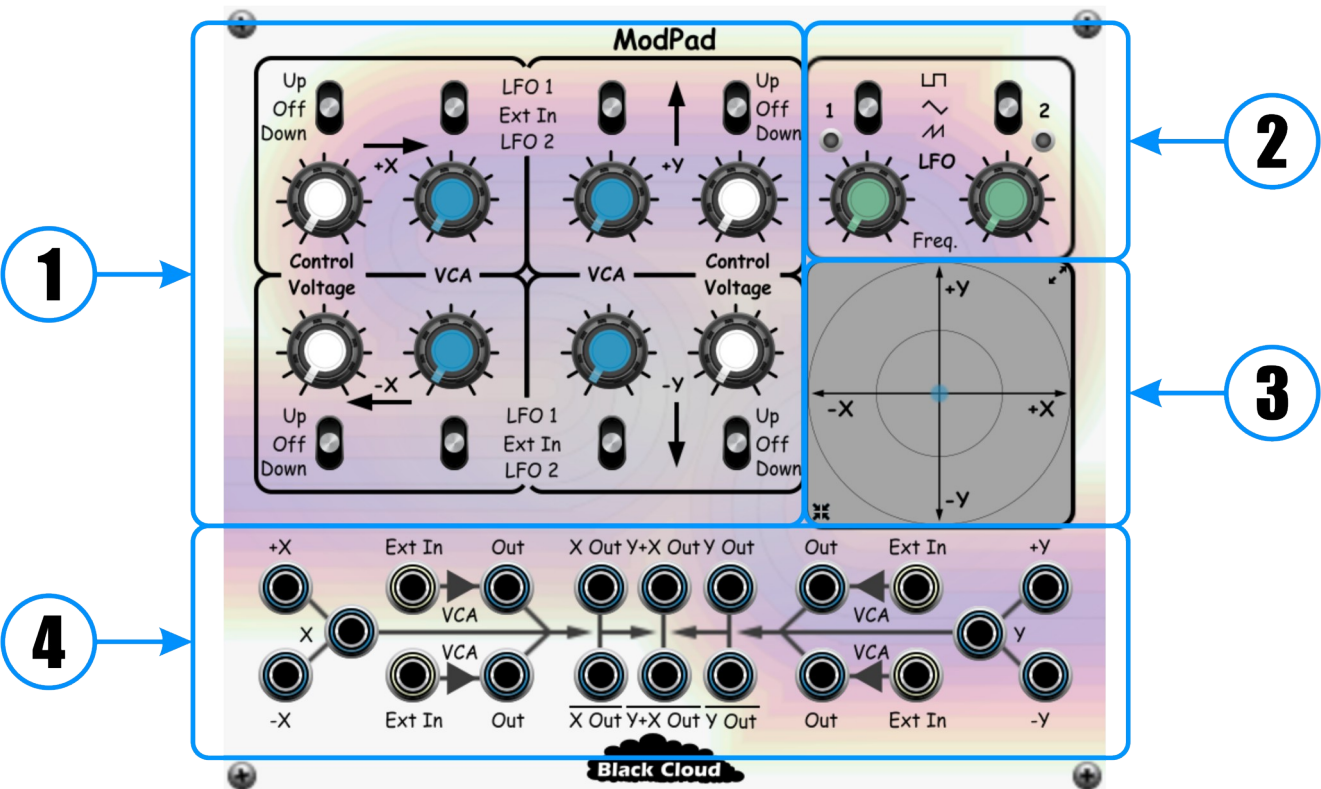 ModPad
Up
Off
Down
LFO 1
Ext In
LFO 2
Up
Off
Down
+X
+Y
Control
Voltage
VCA
VCA
Control
Voltage
-X
-Y
Up
Off
Down
LFO 1
Ext In
LFO 2
Up
Off
Down
1
2
LFO
Freq.
+Y
-X
+X
-Y
+X Ext In Out X Out Y+X Out Y Out Out Ext In +Y
VCA VCA
X Y
VCA VCA
-X Ext In Out X Out Y+X Out Y Out Out Ext In -Y
Black Cloud
1
2
3
4